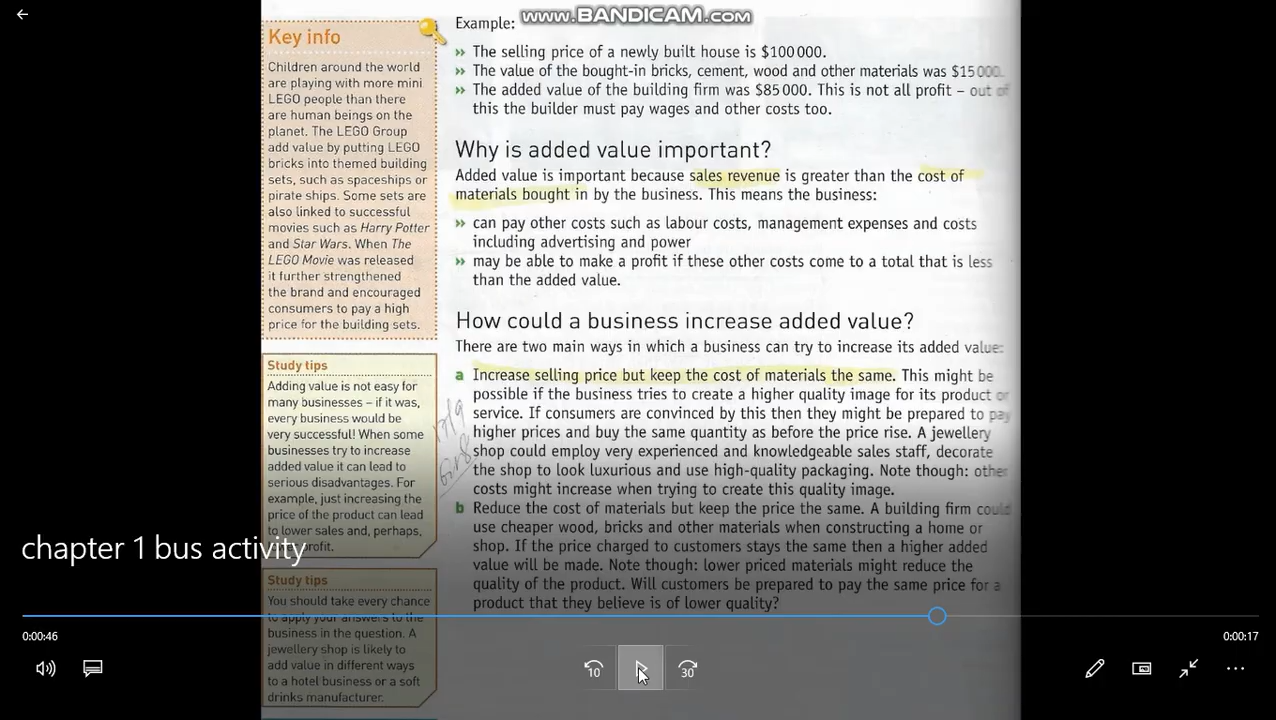 www.BANDICAM.com
Key info
Children around the world
are playing with more mini
LEGO people than there
are human beings on the
planet. The LEGO Group
add value by putting LEGO
bricks into themed building
sets, such as spaceships or
pirate ships. Some sets are
also linked to successful
movies such as Harry Potter
and Star Wars. When The
LEGO Movie was released
it further strengthened
the brand and encouraged
consumers to pay a high
price for the building sets.
Study tips
Adding value is not easy for
many businesses – if it was,
every business would be
very successful! When some
businesses try to increase
added value it can lead to
serious disadvantages. For
example, just increasing the
price of the product can lead
to lower sales and, perhaps,
profit.
Study tips
You should take every chance
to apply your answers to the
business in the question. A
jewellery shop is likely to
add value in different ways
to a hotel business or a soft
drinks manufacturer.
Example:
» The selling price of a newly built house is $100 000.
» The value of the bought-in bricks, cement, wood and other materials was $15 000.
» The added value of the building firm was $85 000. This is not all profit – out of
this the builder must pay wages and other costs too.
Why is added value important?
Added value is important because sales revenue is greater than the cost of
materials bought in by the business. This means the business:
» can pay other costs such as labour costs, management expenses and costs
including advertising and power
» may be able to make a profit if these other costs come to a total that is less
than the added value.
How could a business increase added value?
There are two main ways in which a business can try to increase its added value:
a Increase selling price but keep the cost of materials the same. This might be
possible if the business tries to create a higher quality image for its product or
service. If consumers are convinced by this then they might be prepared to pay
higher prices and buy the same quantity as before the price rise. A jewellery
shop could employ very experienced and knowledgeable sales staff, decorate
the shop to look luxurious and use high-quality packaging. Note though: other
costs might increase when trying to create this quality image.
b Reduce the cost of materials but keep the price the same. A building firm could
use cheaper wood, bricks and other materials when constructing a home or
shop. If the price charged to customers stays the same then a higher added
value will be made. Note though: lower priced materials might reduce the
quality of the product. Will customers be prepared to pay the same price for a
product that they believe is of lower quality?
chapter 1 bus activity
0:00:46
0:00:17
10
30